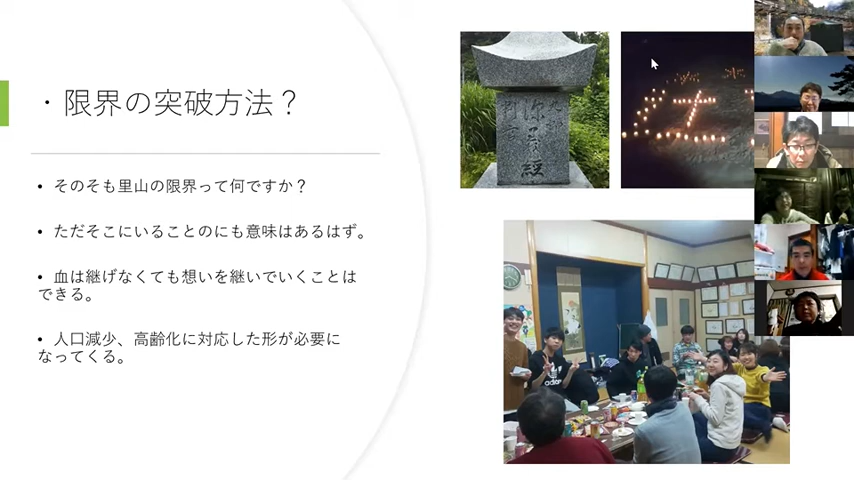 ・限界の突破方法？
• そのそも里山の限界って何ですか？
• ただそこにいることのにも意味はあるはず。
• 血は継げなくても想いを継いでいくことは
できる。
• 人口減少、高齢化に対応した形が必要に
なってくる。
adidas